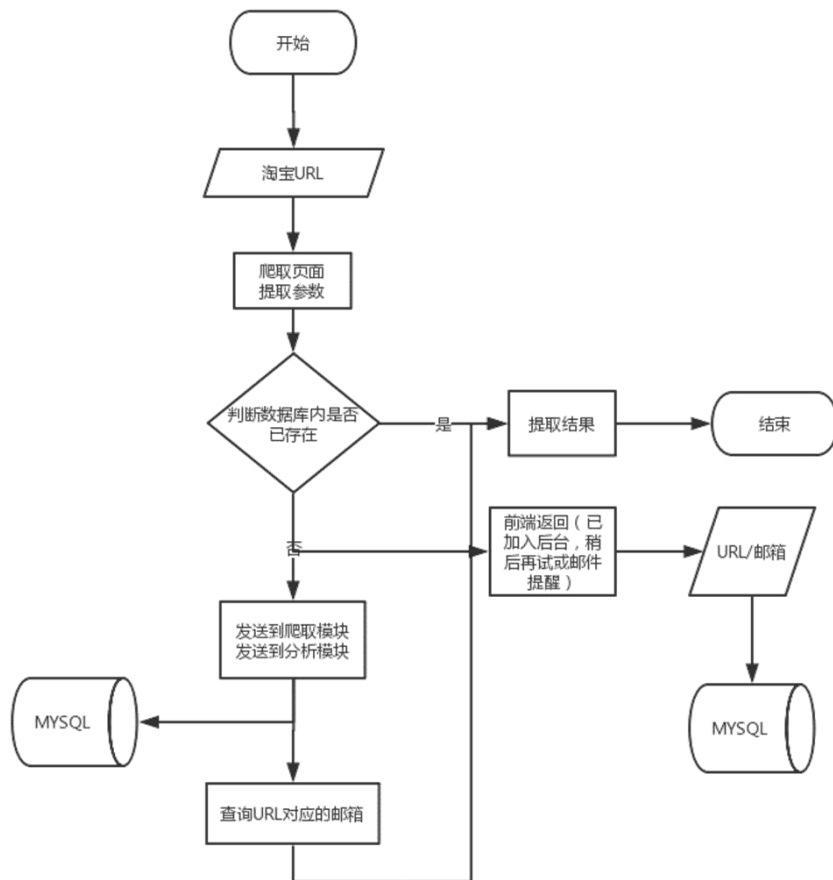 开始
淘宝URL
爬取页面
提取参数
判断数据库内是否
已存在
是
提取结果
结束
否
前端返回（已
加入后台，稍
后再试或邮件
提醒）
URL/邮箱
发送到爬取模块
发送到分析模块
MYSQL
MYSQL
查询URL对应的邮箱